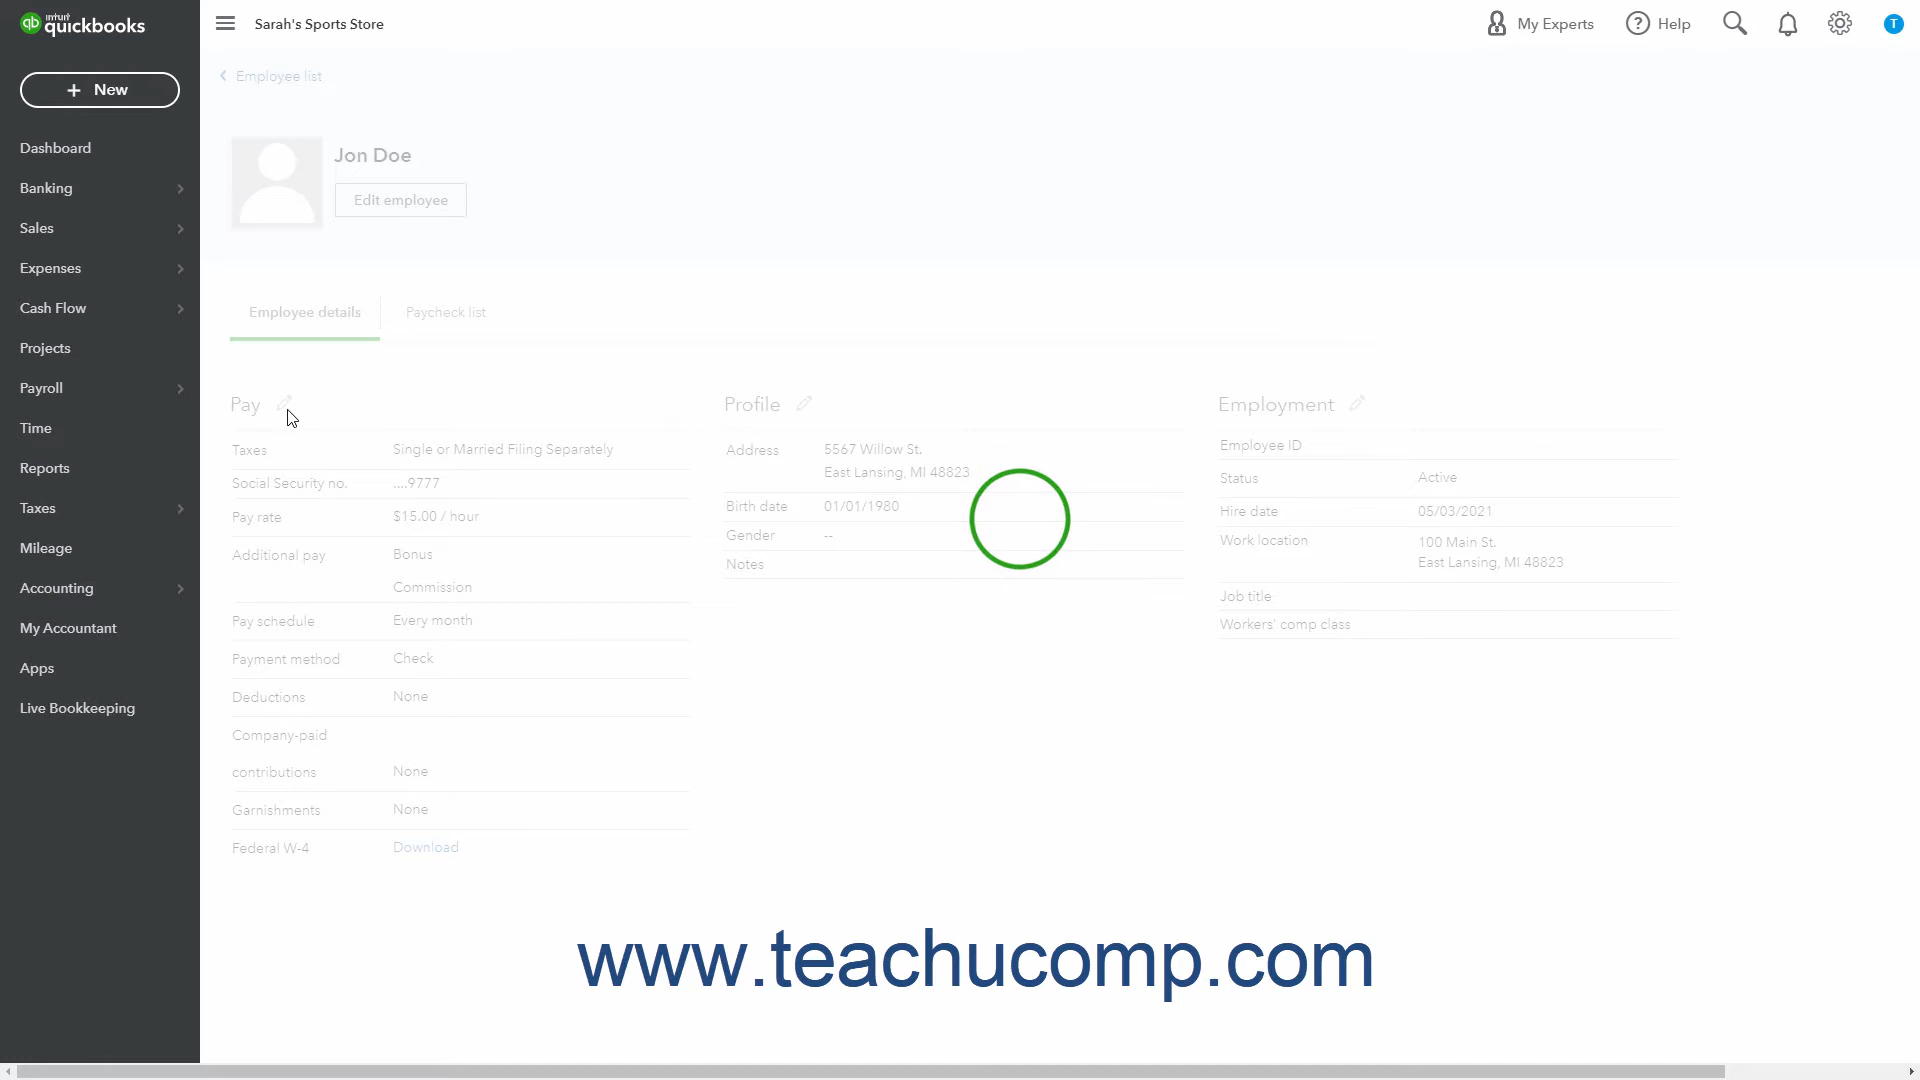 intuit
quickbooks
Sarah's Sports Store
My Experts
Help
T
+ New
Dashboard
Banking
Sales
Expenses
Cash Flow
Projects
Payroll
Time
Reports
Taxes
Mileage
Accounting
My Accountant
Apps
Live Bookkeeping
Employee list
Jon Doe
Edit employee
Employee details
Paycheck list
Pay
Taxes Single or Married Filing Separately
Social Security no. ....9777
Pay rate $15.00 / hour
Additional pay Bonus
Commission
Pay schedule Every month
Payment method Check
Deductions None
Company-paid
contributions None
Garnishments None
Federal W-4 Download
Profile
Address 5567 Willow St.
East Lansing, MI 48823
Birth date 01/01/1980
Gender --
Notes
Employment
Employee ID
Status Active
Hire date 05/03/2021
Work location 100 Main St.
East Lansing, MI 48823
Job title
Workers' comp class
www.teachucomp.com